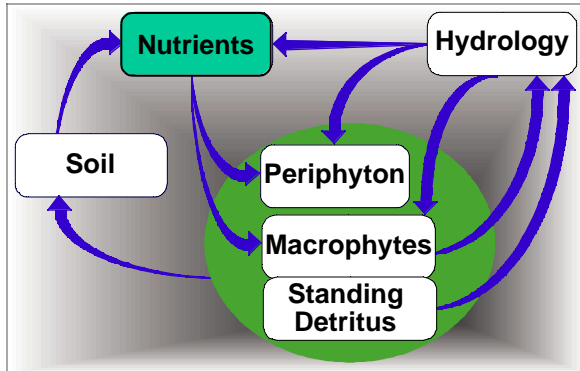 Nutrients
Hydrology
Soil
Periphyton
Macrophytes
Standing
Detritus